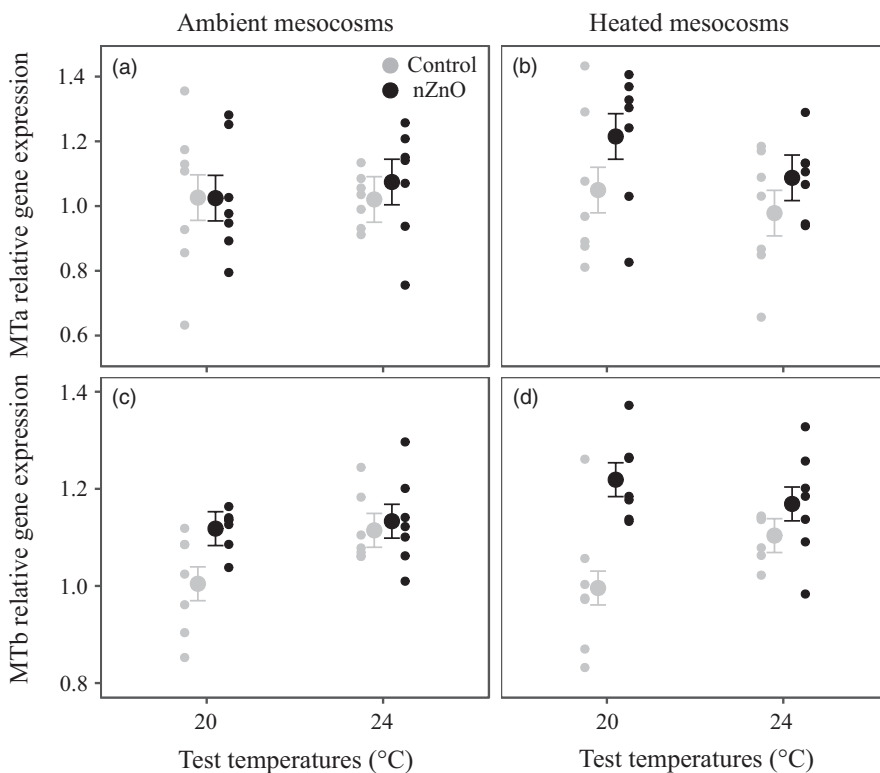 Ambient mesocosms
Heated mesocosms
(a)
Control
nZnO
(b)
MTa relative gene expression
1.4
1.2
1.0
0.8
0.6
(c)
(d)
MTb relative gene expression
1.4
1.2
1.0
0.8
20
24
20
24
Test temperatures (°C)
Test temperatures (°C)